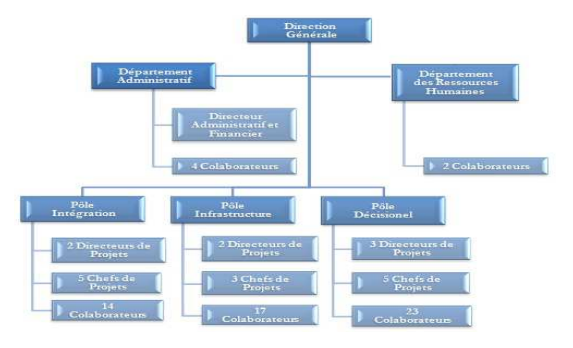 Direction
Générale
Département
Administratif
Département
des Ressources
Humaines
Directeur
Administratif et
Financier
4 Colaborateurs
2 Colaborateurs
Pôle
Intégration
Pôle
Infrastructure
Pôle
Décisionel
2 Directeurs de
Projets
2 Directeurs de
Projets
3 Directeurs de
Projets
5 Chefs de
Projets
3 Chefs de
Projets
5 Chefs de
Projets
14
Colaborateurs
17
Colaborateurs
23
Colaborateurs